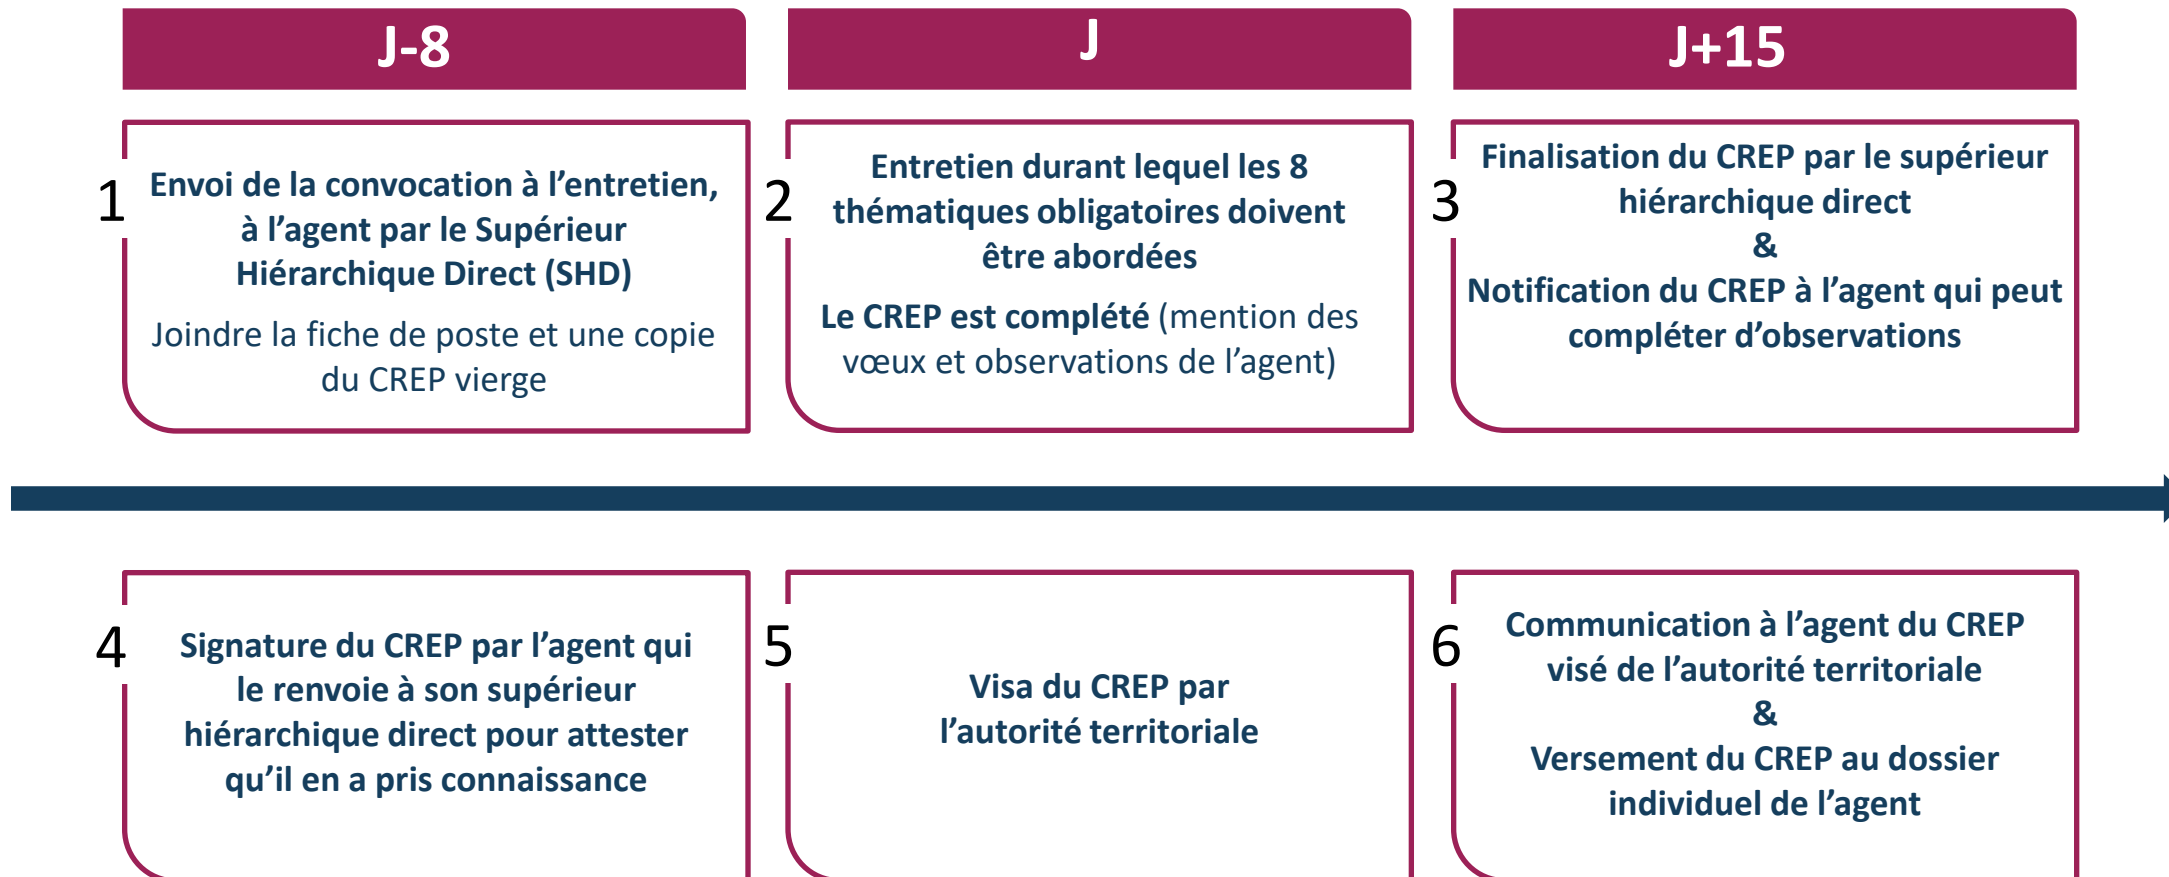 J-8
J
J+15
1
Envoi de la convocation à l’entretien,
à l’agent par le Supérieur
Hiérarchique Direct (SHD)
Joindre la fiche de poste et une copie
du CREP vierge
2
Entretien durant lequel les 8
thématiques obligatoires doivent
être abordées
Le CREP est complété (mention des
vœux et observations de l’agent)
3
Finalisation du CREP par le supérieur
hiérarchique direct
&
Notification du CREP à l’agent qui peut
compléter d’observations
4
Signature du CREP par l’agent qui
le renvoie à son supérieur
hiérarchique direct pour attester
qu’il en a pris connaissance
5
Visa du CREP par
l’autorité territoriale
6
Communication à l’agent du CREP
visé de l’autorité territoriale
&
Versement du CREP au dossier
individuel de l’agent